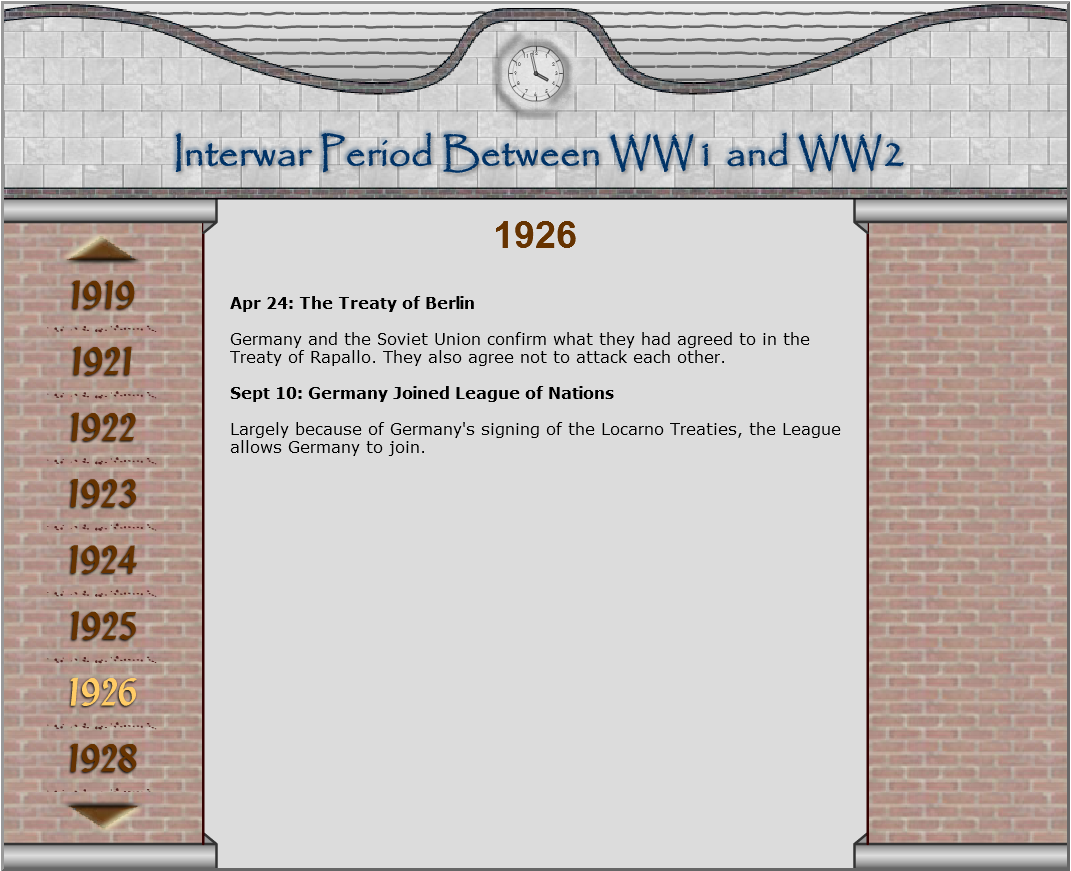 Interwar Period Between WW1 and WW2
1926
1919
1921
1922
1923
1924
1925
1926
1928
Apr 24: The Treaty of Berlin
Germany and the Soviet Union confirm what they had agreed to in the
Treaty of Rapallo. They also agree not to attack each other.
Sept 10: Germany Joined League of Nations
Largely because of Germany's signing of the Locarno Treaties, the League
allows Germany to join.